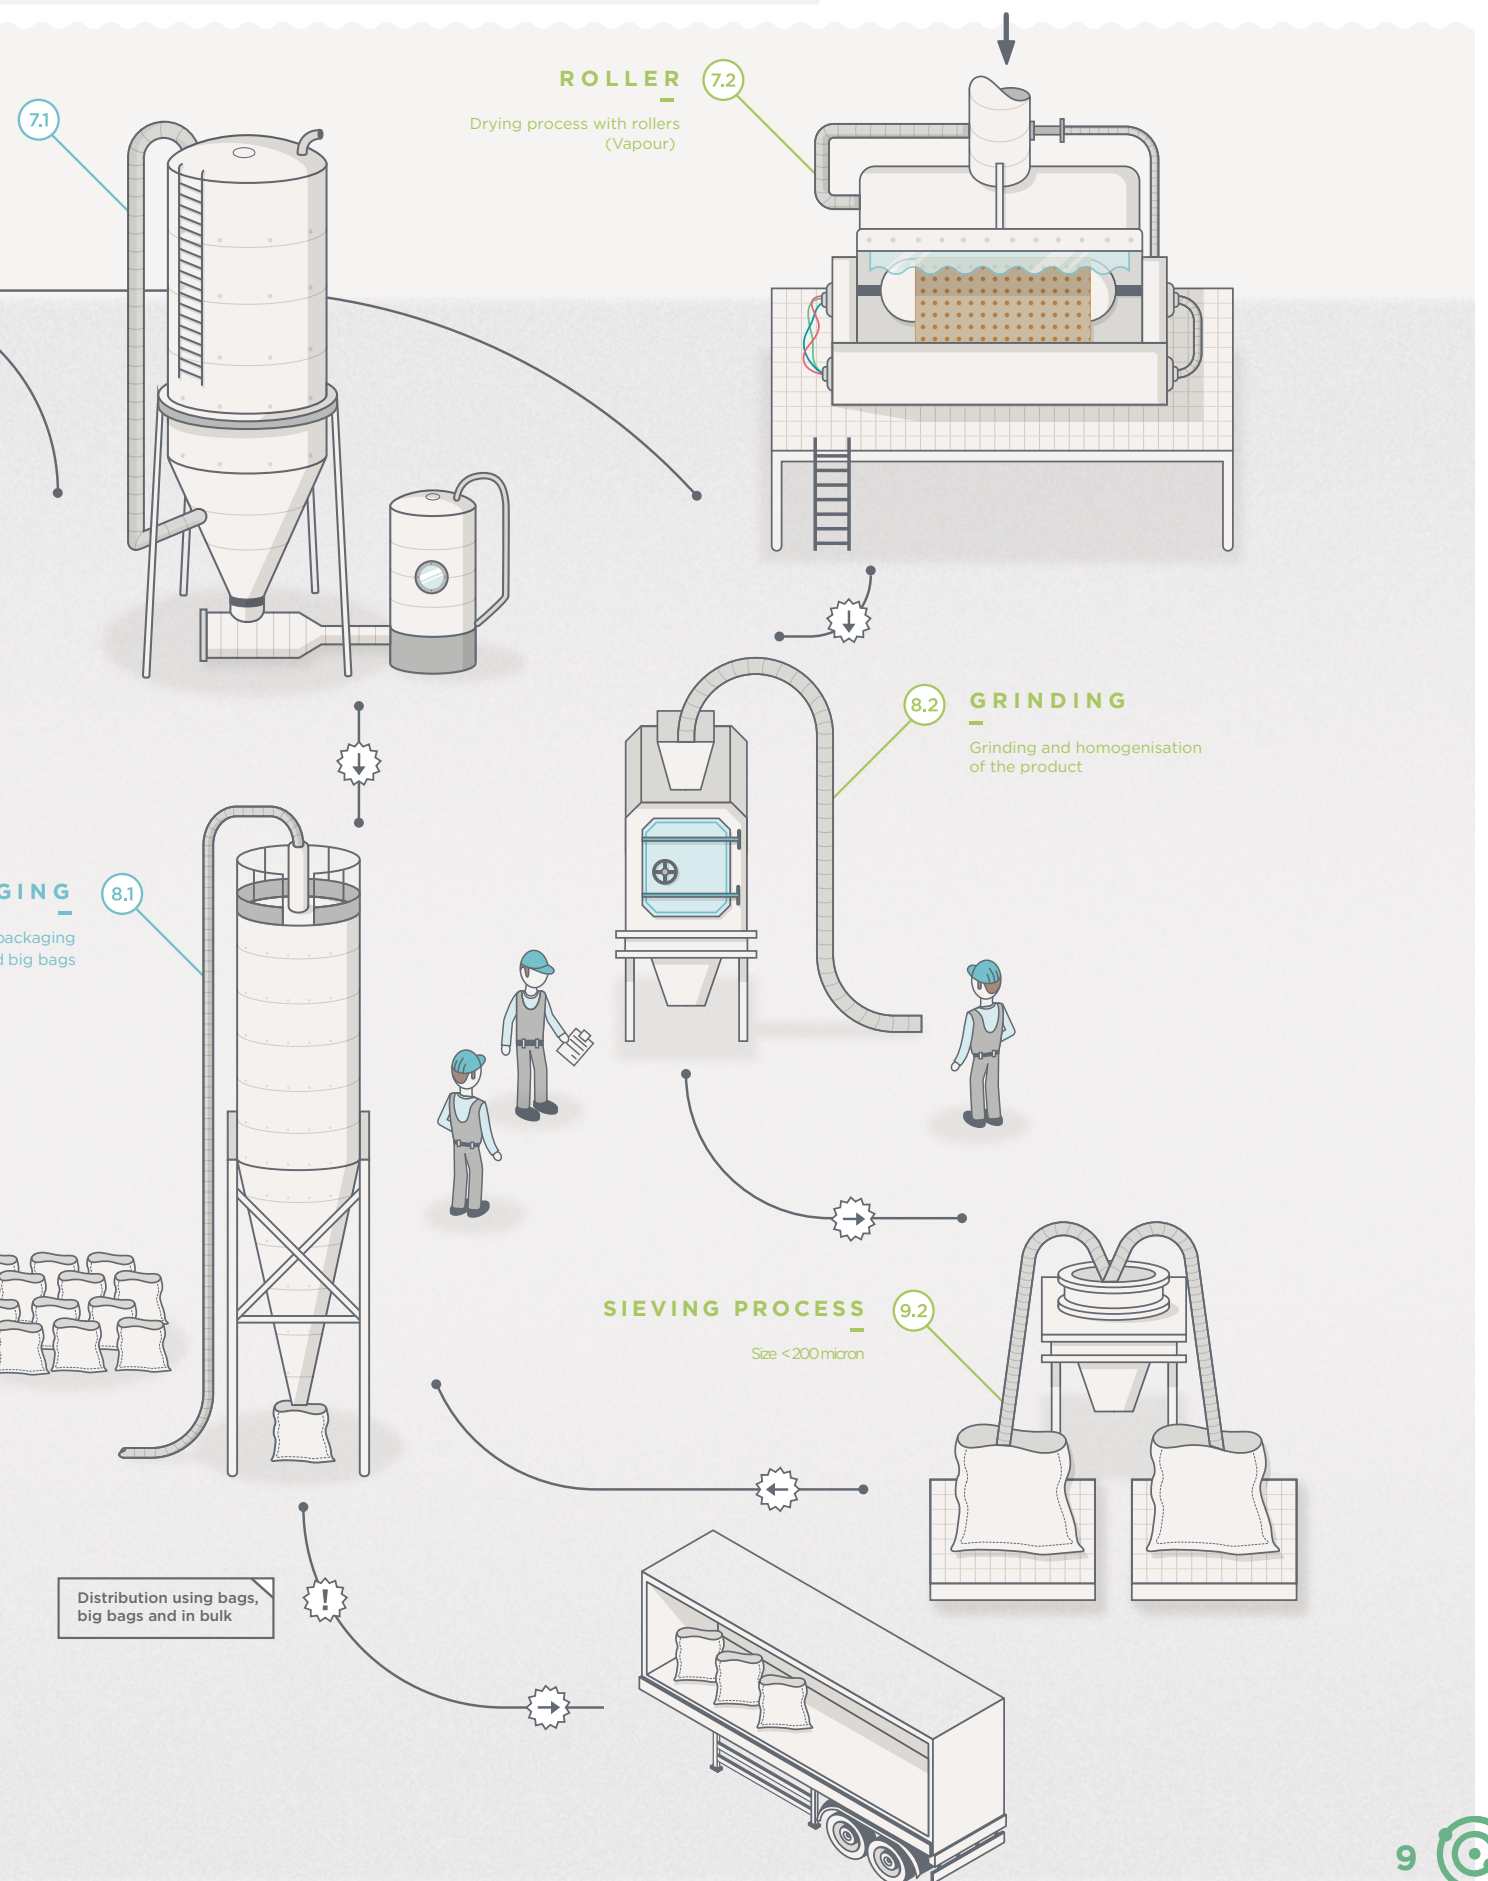 ROLLER
7.2
Drying process with rollers
(Vapour)
7.1
8.2
GRINDING
Grinding and homogenisation
of the product
GING
8.1
packaging
d big bags
SIEVING PROCESS
9.2
Size <200 micron
Distribution using bags,
big bags and in bulk
!
9